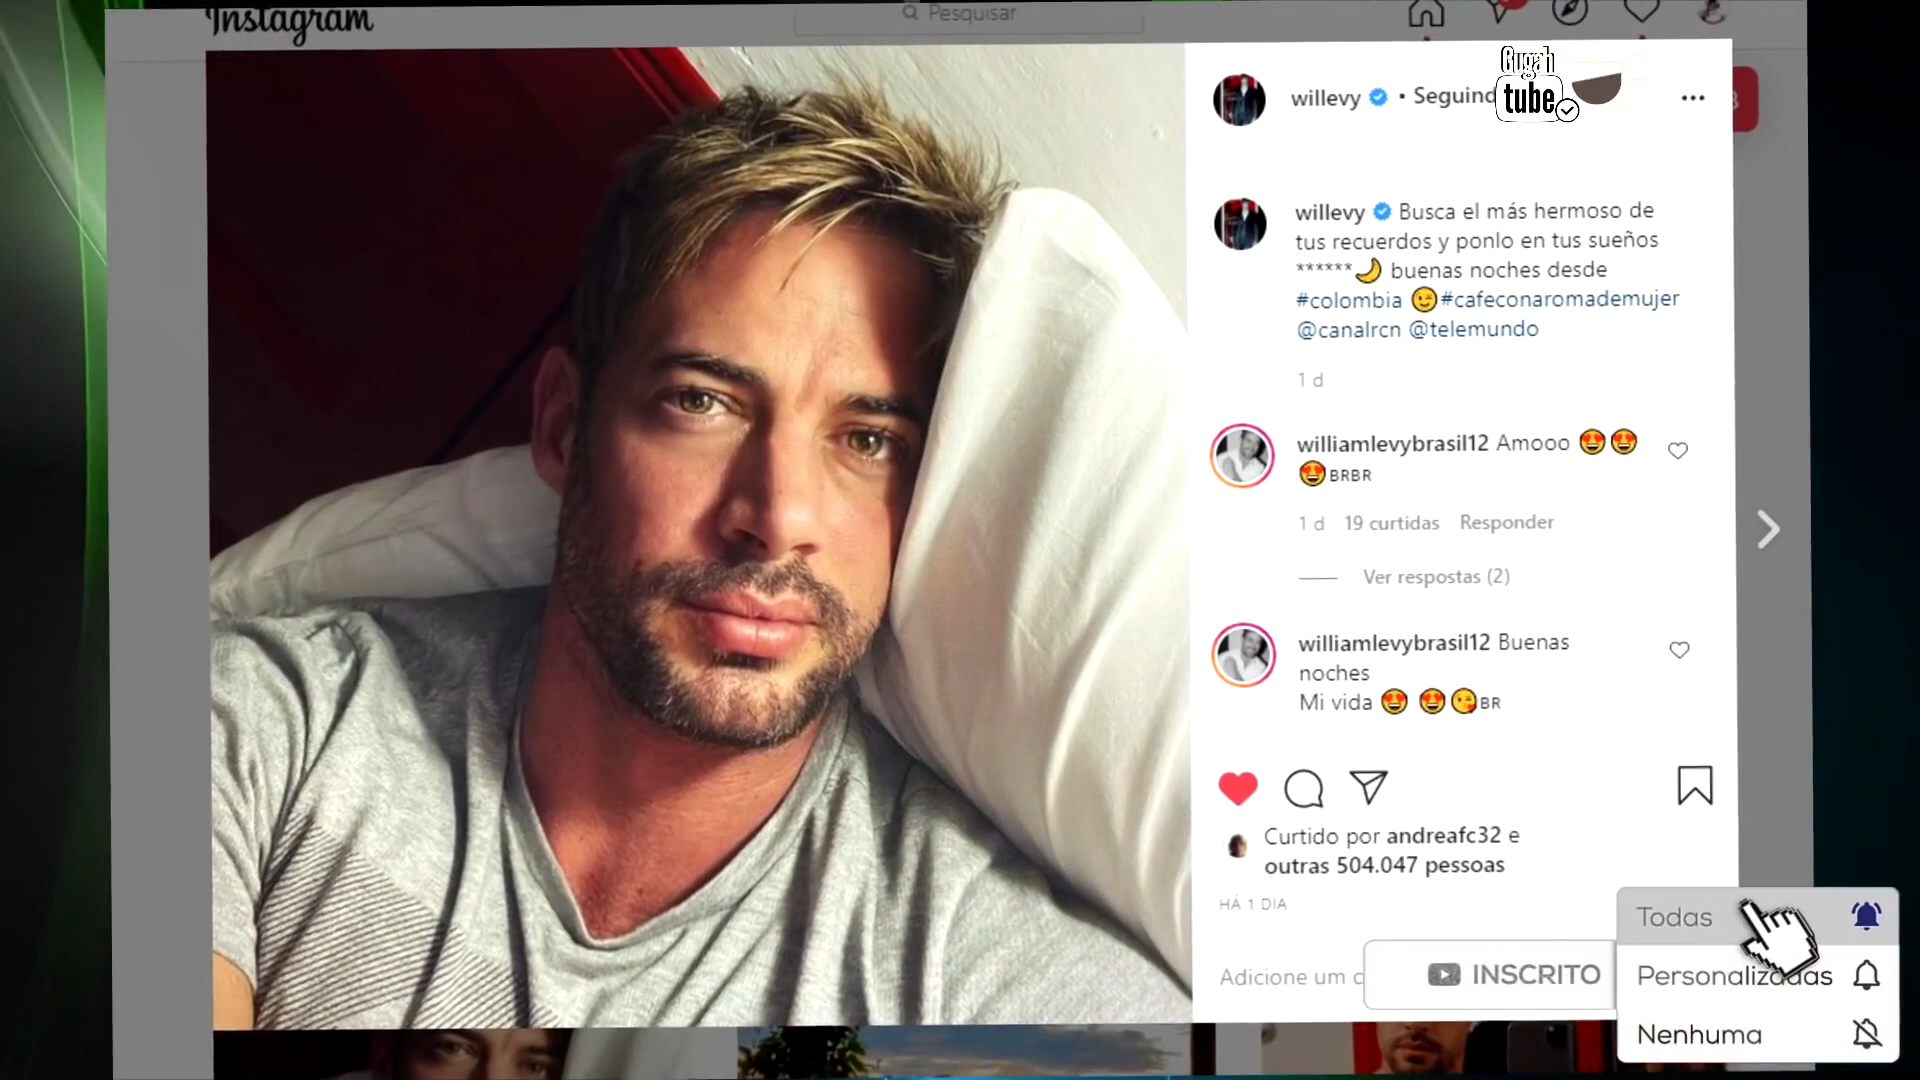 Instagram
Pesquisar
Gugah
tube
willevy • Seguind
willevy Busca el más hermoso de
tus recuerdos y ponlo en tus sueños
****** buenas noches desde
#colombia 😉#cafeconaromademujer
@canalrcn @telemundo
1 d
williamlevybrasil12 Amooo 😍😍
😍BRBR
1 d 19 curtidas Responder
Ver respostas (2)
williamlevybrasil12 Buenas
noches
Mi vida 😍 😍😘BR
Curtido por andreafc32 e
outras 504.047 pessoas
HÁ 1 DIA
Adicione um c
INSCRITO
Todas
Personalizadas
Nenhuma